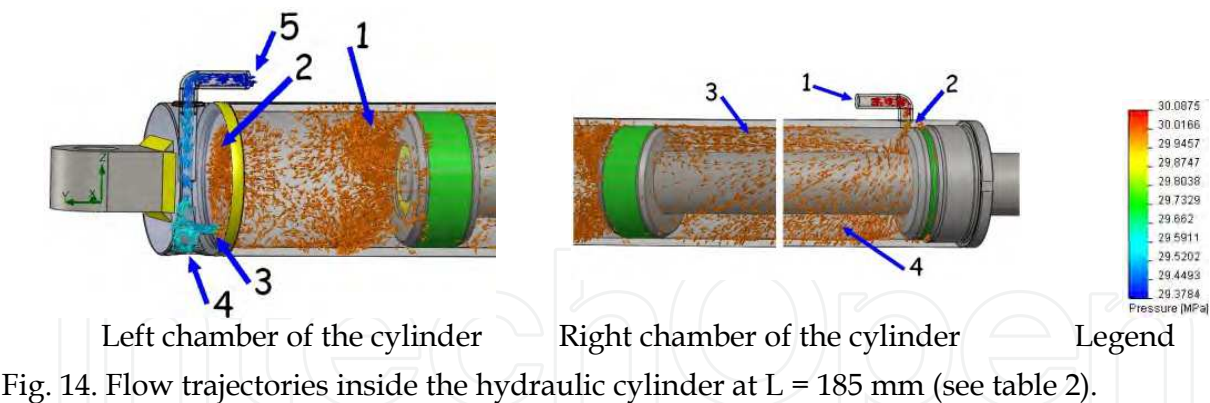 5
1
2
3
4
Z
Y
X
1
2
3
4
30.0875
30.0166
29.9457
29.8747
29.8038
29.7329
29.662
29.5911
29.5202
29.4493
29.3784
Pressure [MPa]
Left chamber of the cylinder Right chamber of the cylinder Legend
Fig. 14. Flow trajectories inside the hydraulic cylinder at L = 185 mm (see table 2).
intechopen